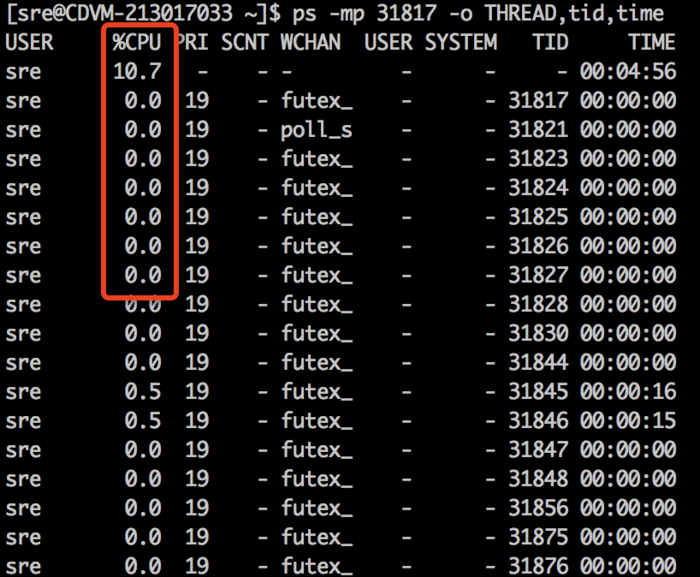 [sre@CDVM-213017033 ~]$ ps -mp 31817 -o THREAD,tid,time
USER %CPU PRI SCNT WCHAN USER SYSTEM TID TIME
sre 10.7 - - - - - - 00:04:56
sre 0.0 19 - futex_ - - 31817 00:00:00
sre 0.0 19 - poll_s - - 31821 00:00:00
sre 0.0 19 - futex_ - - 31823 00:00:00
sre 0.0 19 - futex_ - - 31824 00:00:00
sre 0.0 19 - futex_ - - 31825 00:00:00
sre 0.0 19 - futex_ - - 31826 00:00:00
sre 0.0 19 - futex_ - - 31827 00:00:00
sre 0.0 19 - futex_ - - 31828 00:00:00
sre 0.0 19 - futex_ - - 31830 00:00:00
sre 0.0 19 - futex_ - - 31844 00:00:00
sre 0.5 19 - futex_ - - 31845 00:00:16
sre 0.5 19 - futex_ - - 31846 00:00:15
sre 0.0 19 - futex_ - - 31847 00:00:00
sre 0.0 19 - futex_ - - 31848 00:00:00
sre 0.0 19 - futex_ - - 31856 00:00:00
sre 0.0 19 - futex_ - - 31875 00:00:00
sre 0.0 19 - futex_ - - 31876 00:00:00